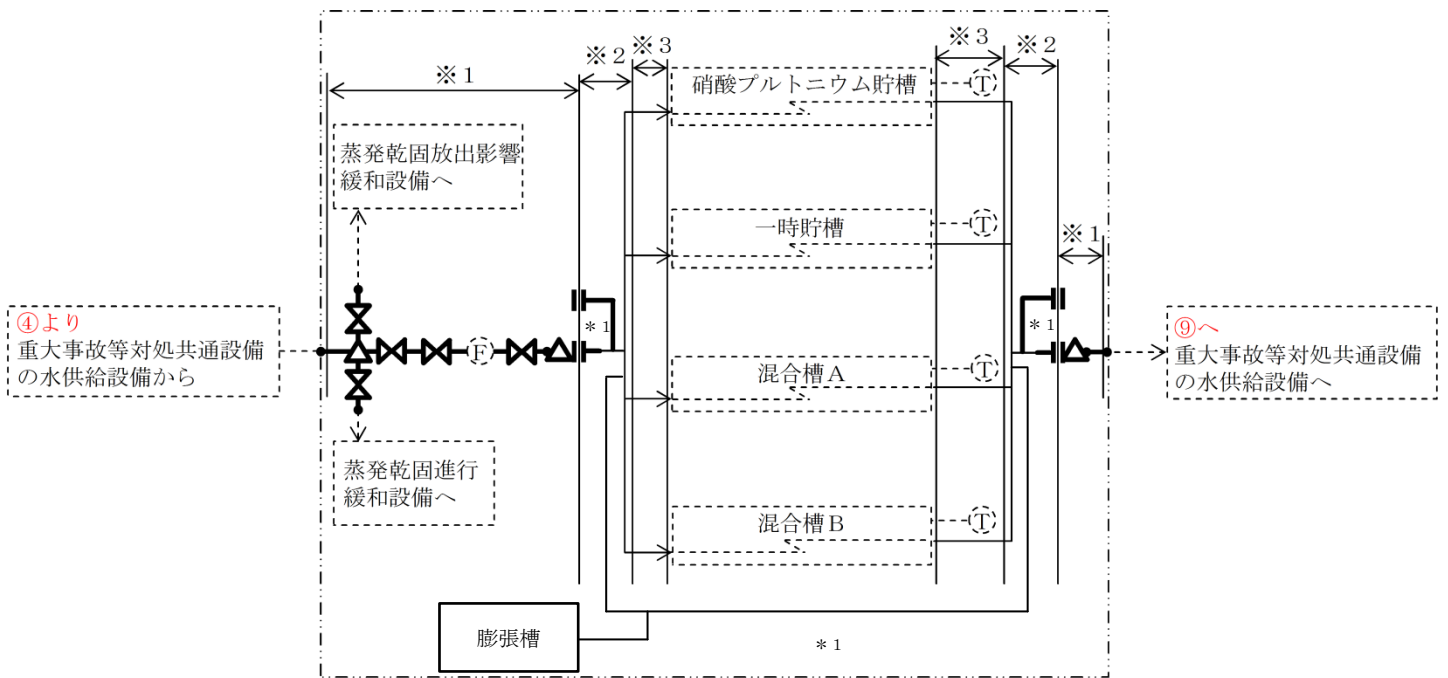 ※1
※2
※3
※3
※2
※1
蒸発乾固放出影響
緩和設備へ
硝酸プルトニウム貯槽
T
一時貯槽
T
④より
重大事故等対処共通設備
の水供給設備から
F
*1
*1
⑨へ
重大事故等対処共通設備
の水供給設備へ
混合槽A
T
蒸発乾固進行
緩和設備へ
混合槽B
T
膨張槽
*1